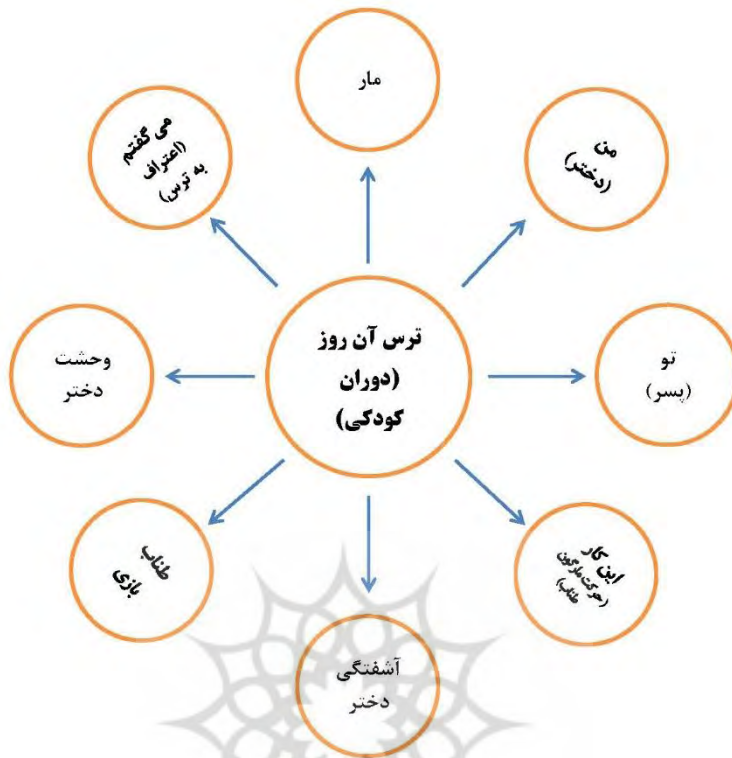 مار
من
(دختر)
تو
(پسر)
این کار
(حرکت مارگون
طناب)
آشفتگی
دختر
طناب
بازی
وحشت
دختر
می گفتم
(اعتراف
به ترس)
ترس آن روز
(دوران
کودکی)